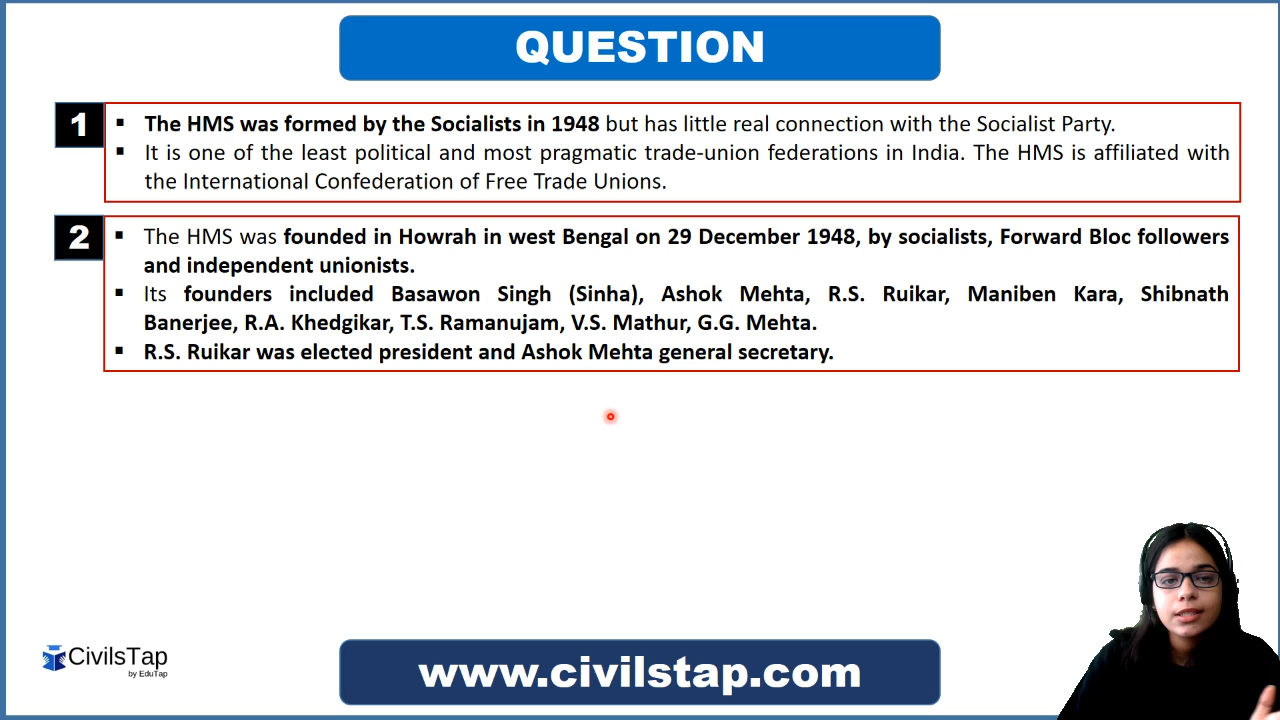 QUESTION
1
▪ The HMS was formed by the Socialists in 1948 but has little real connection with the Socialist Party.
▪ It is one of the least political and most pragmatic trade-union federations in India. The HMS is affiliated with
the International Confederation of Free Trade Unions.
2
▪ The HMS was founded in Howrah in west Bengal on 29 December 1948, by socialists, Forward Bloc followers
and independent unionists.
▪ Its founders included Basawon Singh (Sinha), Ashok Mehta, R.S. Ruikar, Maniben Kara, Shibnath
Banerjee, R.A. Khedgikar, T.S. Ramanujam, V.S. Mathur, G.G. Mehta.
▪ R.S. Ruikar was elected president and Ashok Mehta general secretary.
CivilsTap
by EduTap
www.civilstap.com